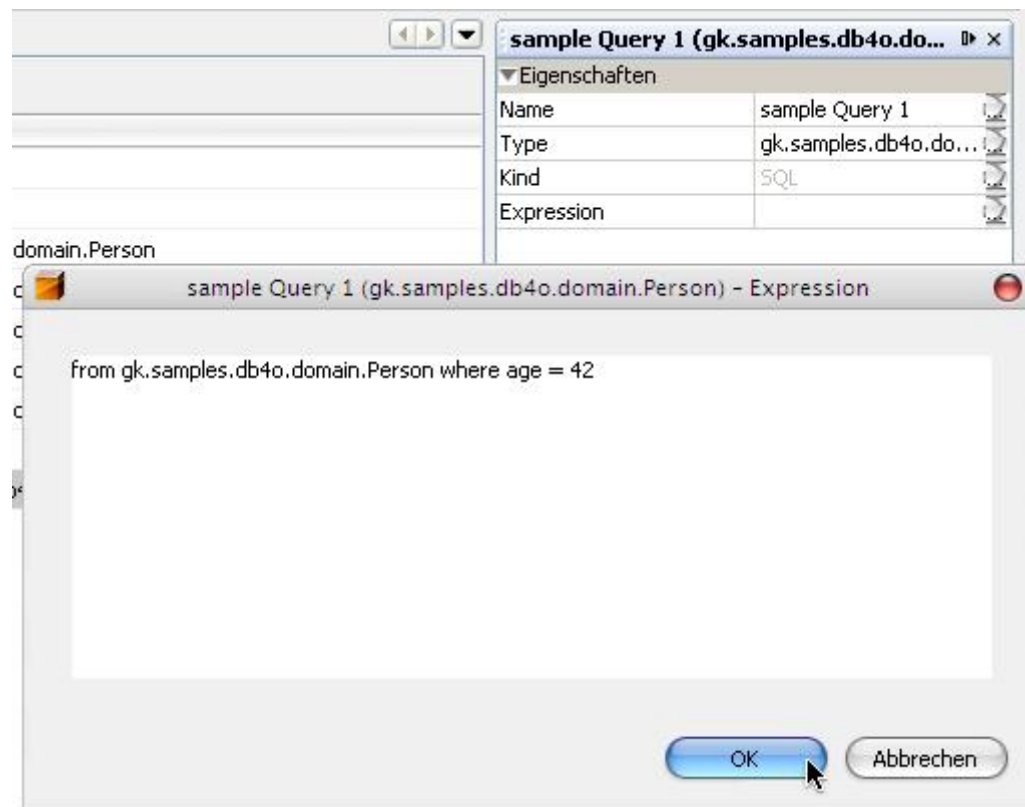 sample Query 1 (gk.samples.db4o.do...
Eigenschaften
Name sample Query 1
Type gk.samples.db4o.do...
Kind SQL
Expression
domain.Person
sample Query 1 (gk.samples.db4o.domain.Person) - Expression
from gk.samples.db4o.domain.Person where age = 42
OK Abbrechen